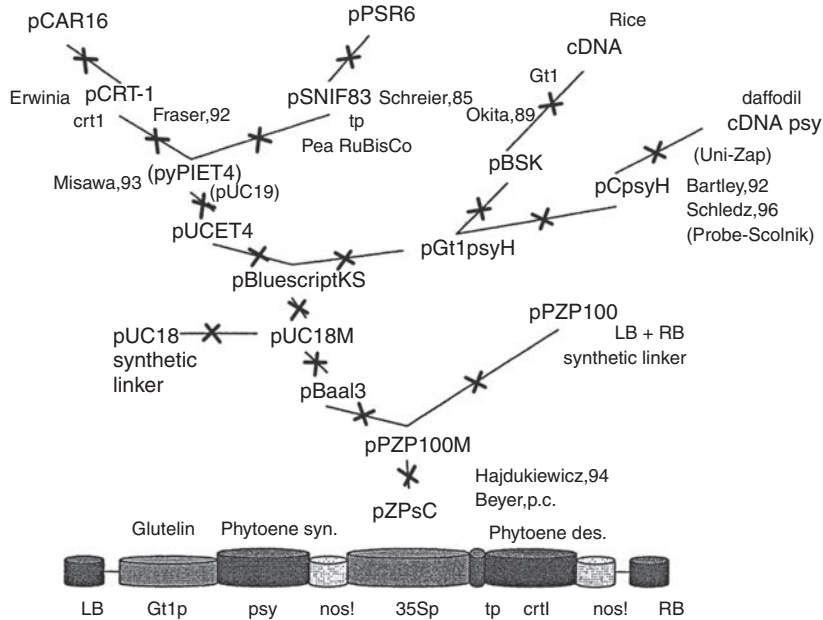 pCAR16
pPSR6
Rice
cDNA
Gt1
Erwinia
pCRT-1
crt1
Fraser,92
pSNIF83
Schreier,85
tp
Pea RuBisCo
Okita,89
daffodil
cDNA psy
(Uni-Zap)
pBSK
Misawa,93
(pyPIET4)
(pUC19)
pCpsyH
Bartley,92
Schledz,96
(Probe-Scolnik)
pUCET4
pGt1psyH
pBluescriptKS
pUC18
synthetic
linker
pUC18M
pPZP100
LB + RB
synthetic linker
pBaal3
pPZP100M
pZPsC
Hajdukiewicz,94
Beyer,p.c.
Glutelin
Phytoene syn.
Phytoene des.
LB
Gt1p
psy
nos!
35Sp
tp
crtI
nos!
RB